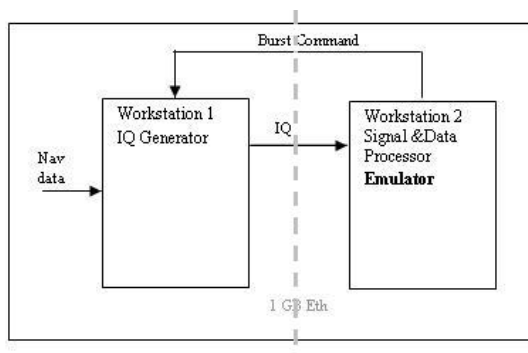 Burst Command
Workstation 1
IQ Generator
IQ
Workstation 2
Signal &Data
Processor
Emulator
Nav
data
1 GB Eth